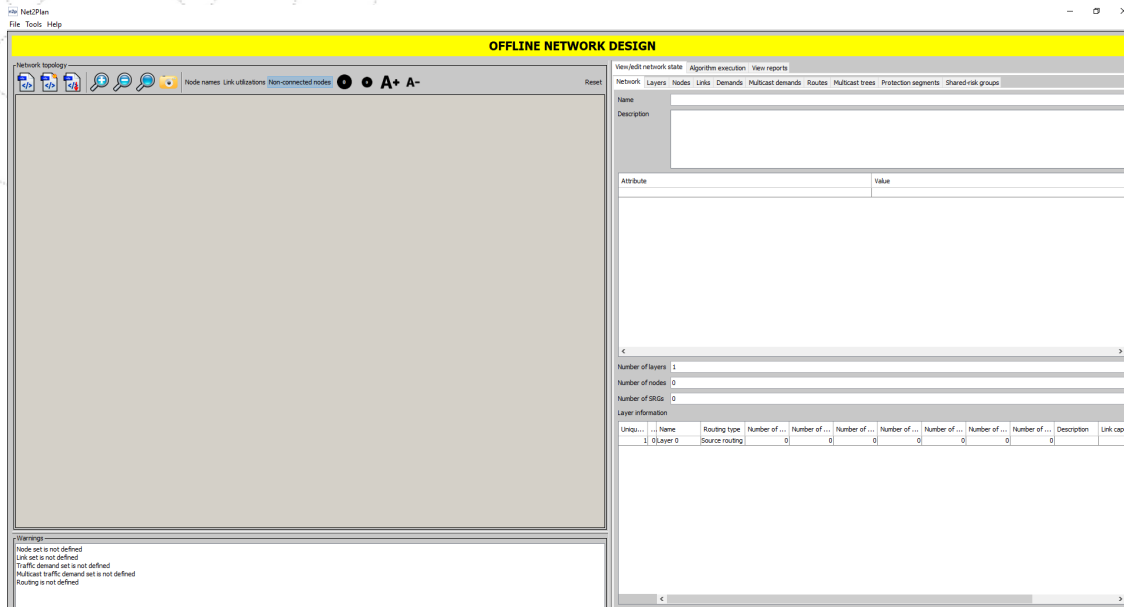 n2p Net2Plan
File Tools Help
OFFLINE NETWORK DESIGN
Network topology
Node names Link utilizations Non-connected nodes A+ A- Reset
View/edit network state Algorithm execution View reports
Network Layers Nodes Links Demands Multicast demands Routes Multicast trees Protection segments Shared-risk groups
Name
Description
Attribute Value
Number of layers 1
Number of nodes 0
Number of SRGs 0
Layer information
Uniqu... ... Name Routing type Number of ... Number of ... Number of ... Number of ... Number of ... Number of ... Number of ... Description Link cap
1 0 Layer 0 Source routing 0 0 0 0 0 0 0
Warnings
Node set is not defined
Link set is not defined
Traffic demand set is not defined
Multicast traffic demand set is not defined
Routing is not defined